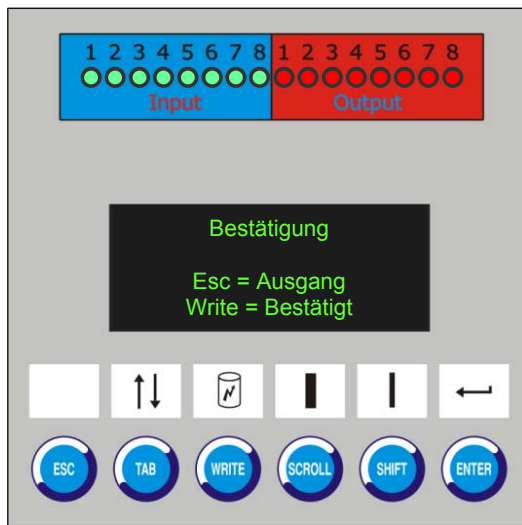 1 2 3 4 5 6 7 8 1 2 3 4 5 6 7 8
Input Output
Bestätigung
Esc = Ausgang
Write = Bestätigt
ESC TAB WRITE SCROLL SHIFT ENTER